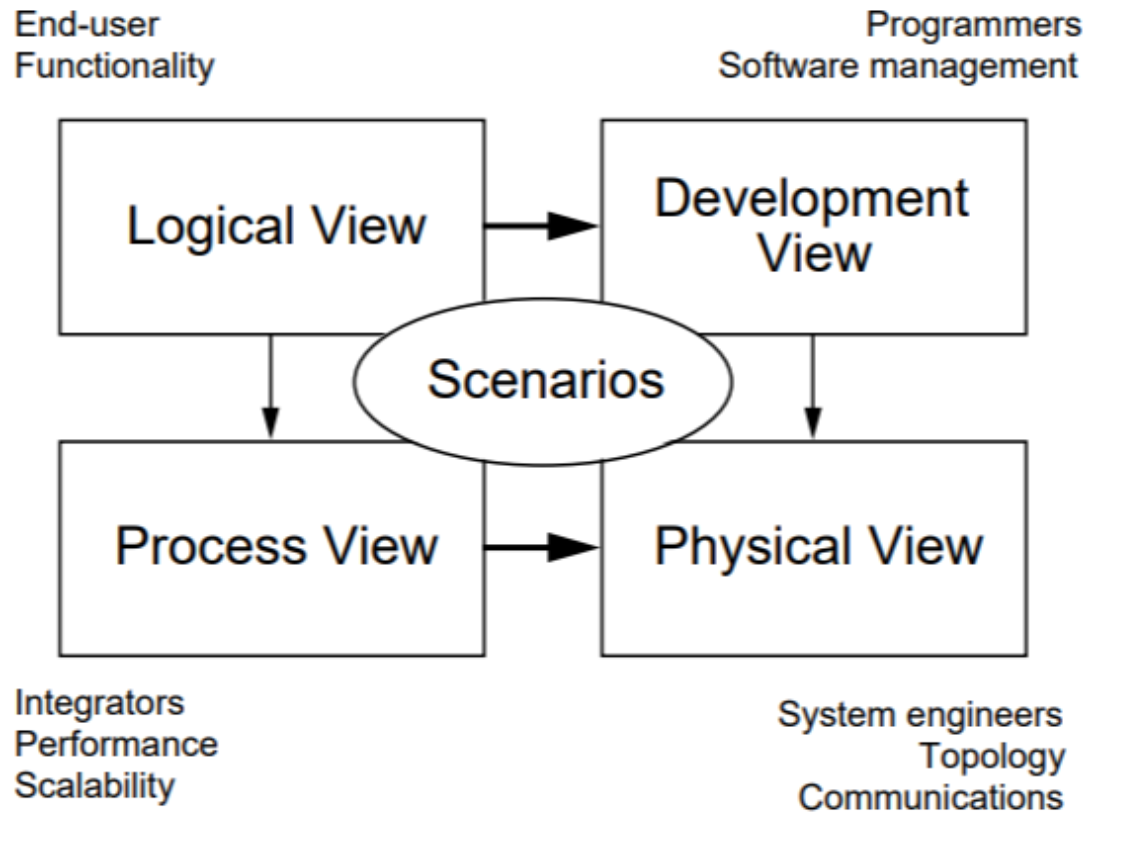 End-user
Functionality
Programmers
Software management
Logical View
Development
View
Scenarios
Process View
Physical View
Integrators
Performance
Scalability
System engineers
Topology
Communications